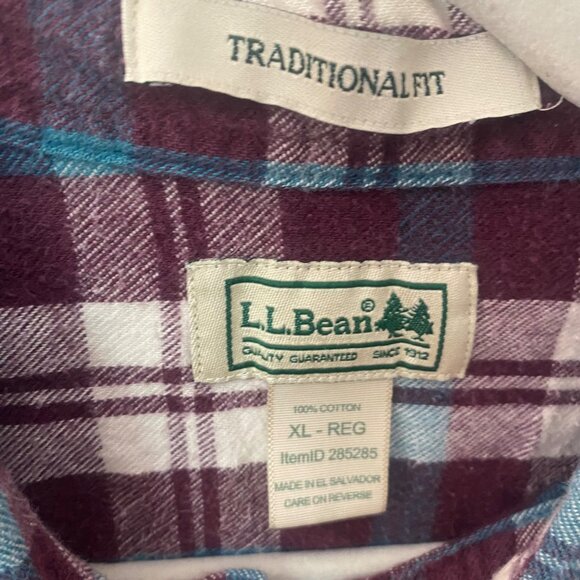 TRADITIONAL FIT
L.L.Bean®
QUALITY GUARANTEED SINCE 1912
100% COTTON
XL - REG
ItemID 285285
MADE IN EL SALVADOR
CARE ON REVERSE